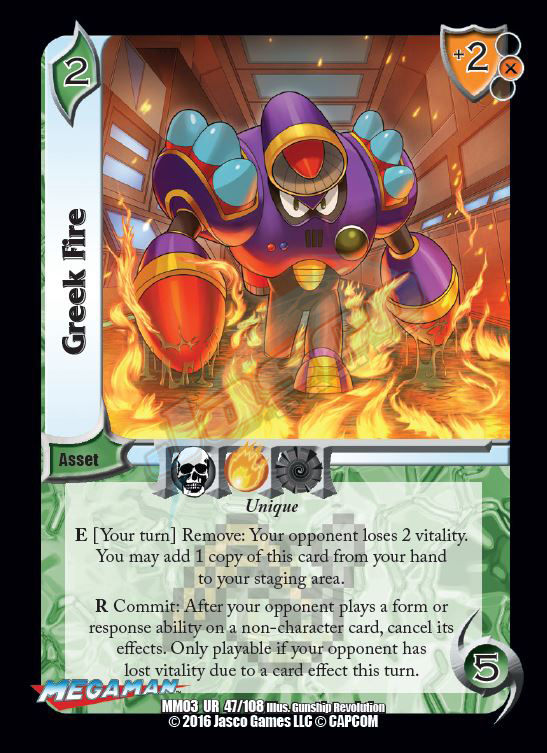 2
+2
Greek Fire
Asset
Unique
E [Your turn] Remove: Your opponent loses 2 vitality.
You may add 1 copy of this card from your hand
to your staging area.
R Commit: After your opponent plays a form or
response ability on a non-character card, cancel its
effects. Only playable if your opponent has
lost vitality due to a card effect this turn.
5
MEGAMAN™
MM03 UR 47/108 Illus. Gunship Revolution
© 2016 Jasco Games LLC © CAPCOM